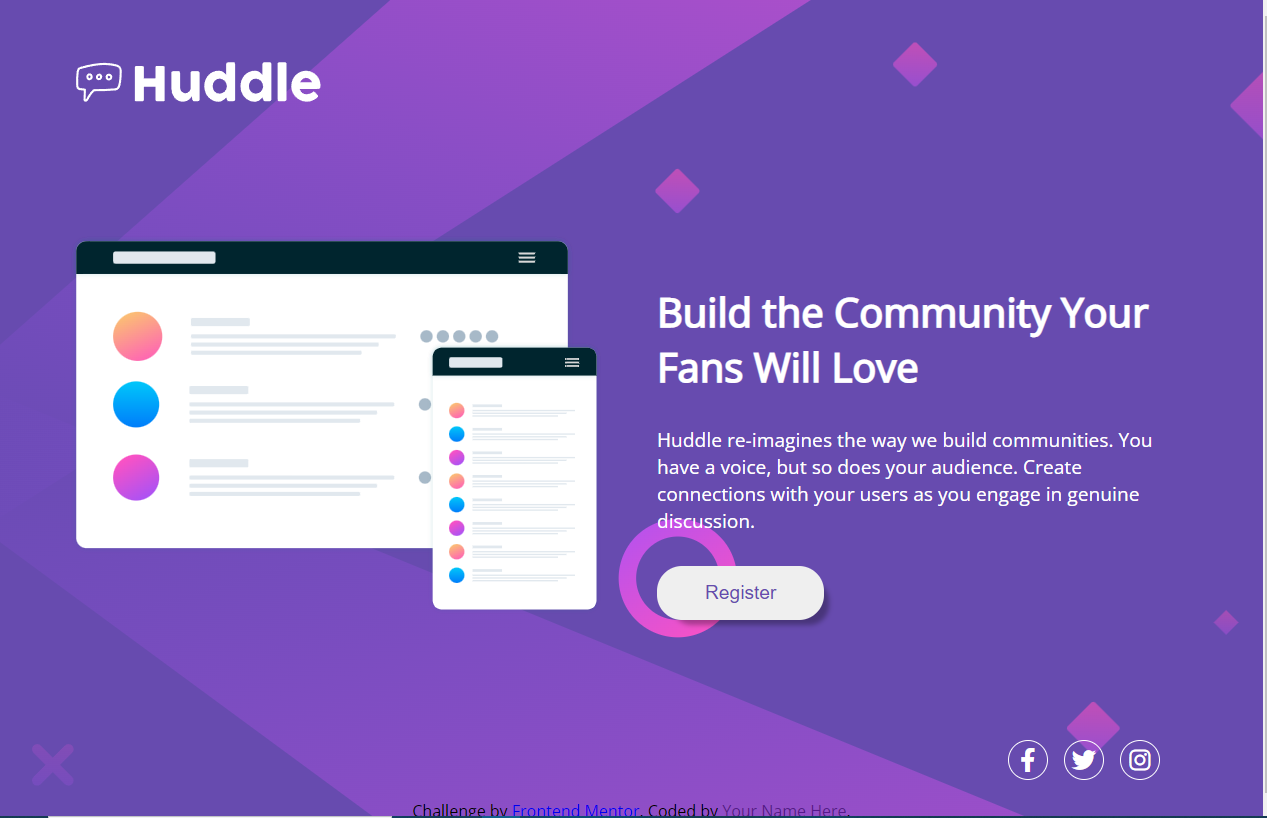 Huddle
Build the Community Your
Fans Will Love
Huddle re-imagines the way we build communities. You
have a voice, but so does your audience. Create
connections with your users as you engage in genuine
discussion.
Register
Challenge by Frontend Mentor. Coded by Your Name Here.